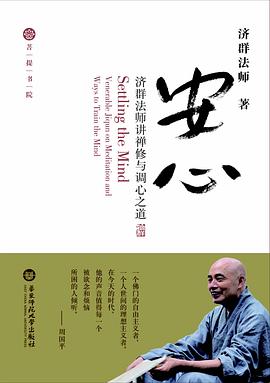 济群法师 著
安心
济群法师讲禅修与调心之道
Settling the Mind
Venerable Jiqun on Meditation and
Ways to Train the Mind
菩提书院
一个佛门的自由主义者，
一个人世间的理想主义者，
在今天的时代，
他的声音值得每一个
被欲念和烦恼
所困的人倾听。
——周国平
华东师范大学出版社
EAST CHINA NORMAL UNIVERSITY PRESS